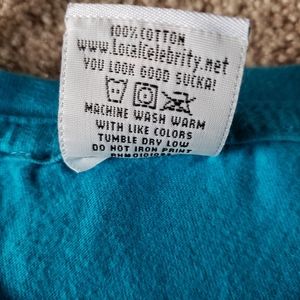 100% COTTON
www.LocalCelebrity.net
YOU LOOK GOOD SUCKA!
MACHINE WASH WARM
WITH LIKE COLORS
TUMBLE DRY LOW
DO NOT IRON PRINT